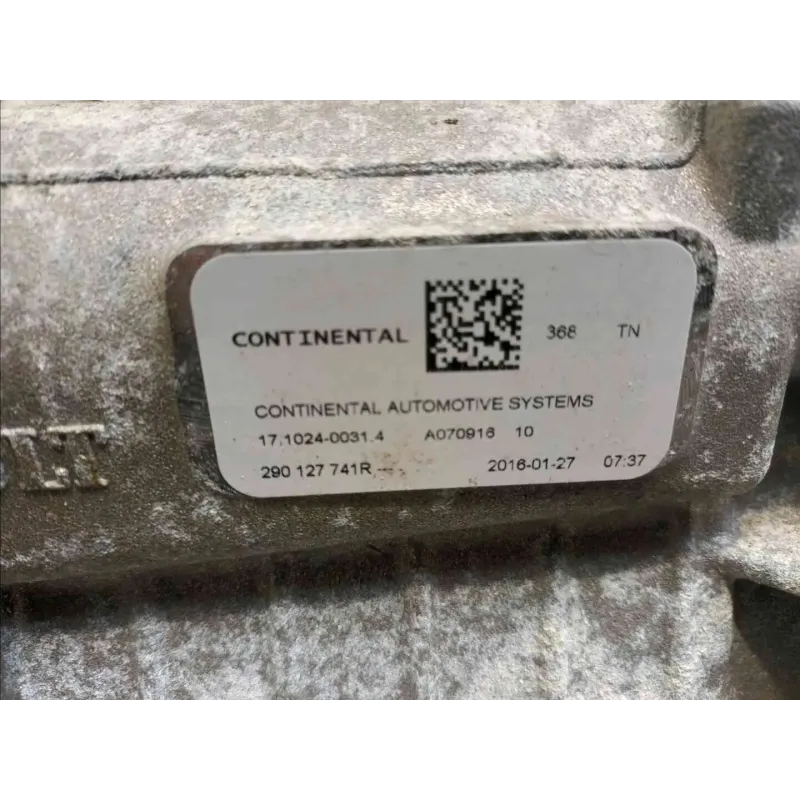 CONTINENTAL 368 TN
CONTINENTAL AUTOMOTIVE SYSTEMS
17.1024-0031.4 A070916 10
290 127 741R --- 2016-01-27 07:37